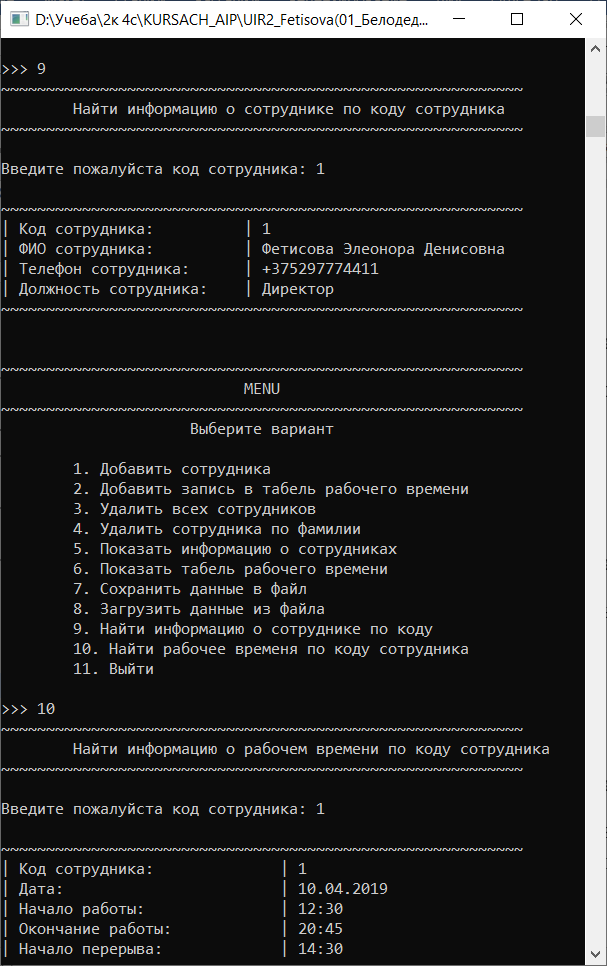 D:\Учеба\2к 4с\KURSACH_AIP\UIR2_Fetisova(01_Белодед...
>>> 9
~~~~~~~~~~~~~~~~~~~~~~~~~~~~~~~~~~~~~~~~~~~~~~~~~~~~~~~~~~
Найти информацию о сотруднике по коду сотрудника
~~~~~~~~~~~~~~~~~~~~~~~~~~~~~~~~~~~~~~~~~~~~~~~~~~~~~~~~~~
Введите пожалуйста код сотрудника: 1
~~~~~~~~~~~~~~~~~~~~~~~~~~~~~~~~~~~~~~~~~~~~~~~~~~~~~~~~~~
| Код сотрудника: | 1
| ФИО сотрудника: | Фетисова Элеонора Денисовна
| Телефон сотрудника: | +375297774411
| Должность сотрудника: | Директор
~~~~~~~~~~~~~~~~~~~~~~~~~~~~~~~~~~~~~~~~~~~~~~~~~~~~~~~~~~
~~~~~~~~~~~~~~~~~~~~~~~~~~~~~~~~~~~~~~~~~~~~~~~~~~~~~~~~~~
MENU
~~~~~~~~~~~~~~~~~~~~~~~~~~~~~~~~~~~~~~~~~~~~~~~~~~~~~~~~~~
Выберите вариант
1. Добавить сотрудника
2. Добавить запись в табель рабочего времени
3. Удалить всех сотрудников
4. Удалить сотрудника по фамилии
5. Показать информацию о сотрудниках
6. Показать табель рабочего времени
7. Сохранить данные в файл
8. Загрузить данные из файла
9. Найти информацию о сотруднике по коду
10. Найти рабочее временя по коду сотрудника
11. Выйти
>>> 10
~~~~~~~~~~~~~~~~~~~~~~~~~~~~~~~~~~~~~~~~~~~~~~~~~~~~~~~~~~
Найти информацию о рабочем времени по коду сотрудника
~~~~~~~~~~~~~~~~~~~~~~~~~~~~~~~~~~~~~~~~~~~~~~~~~~~~~~~~~~
Введите пожалуйста код сотрудника: 1
~~~~~~~~~~~~~~~~~~~~~~~~~~~~~~~~~~~~~~~~~~~~~~~~~~~~~~~~~~
| Код сотрудника: | 1
| Дата: | 10.04.2019
| Начало работы: | 12:30
| Окончание работы: | 20:45
| Начало перерыва: | 14:30